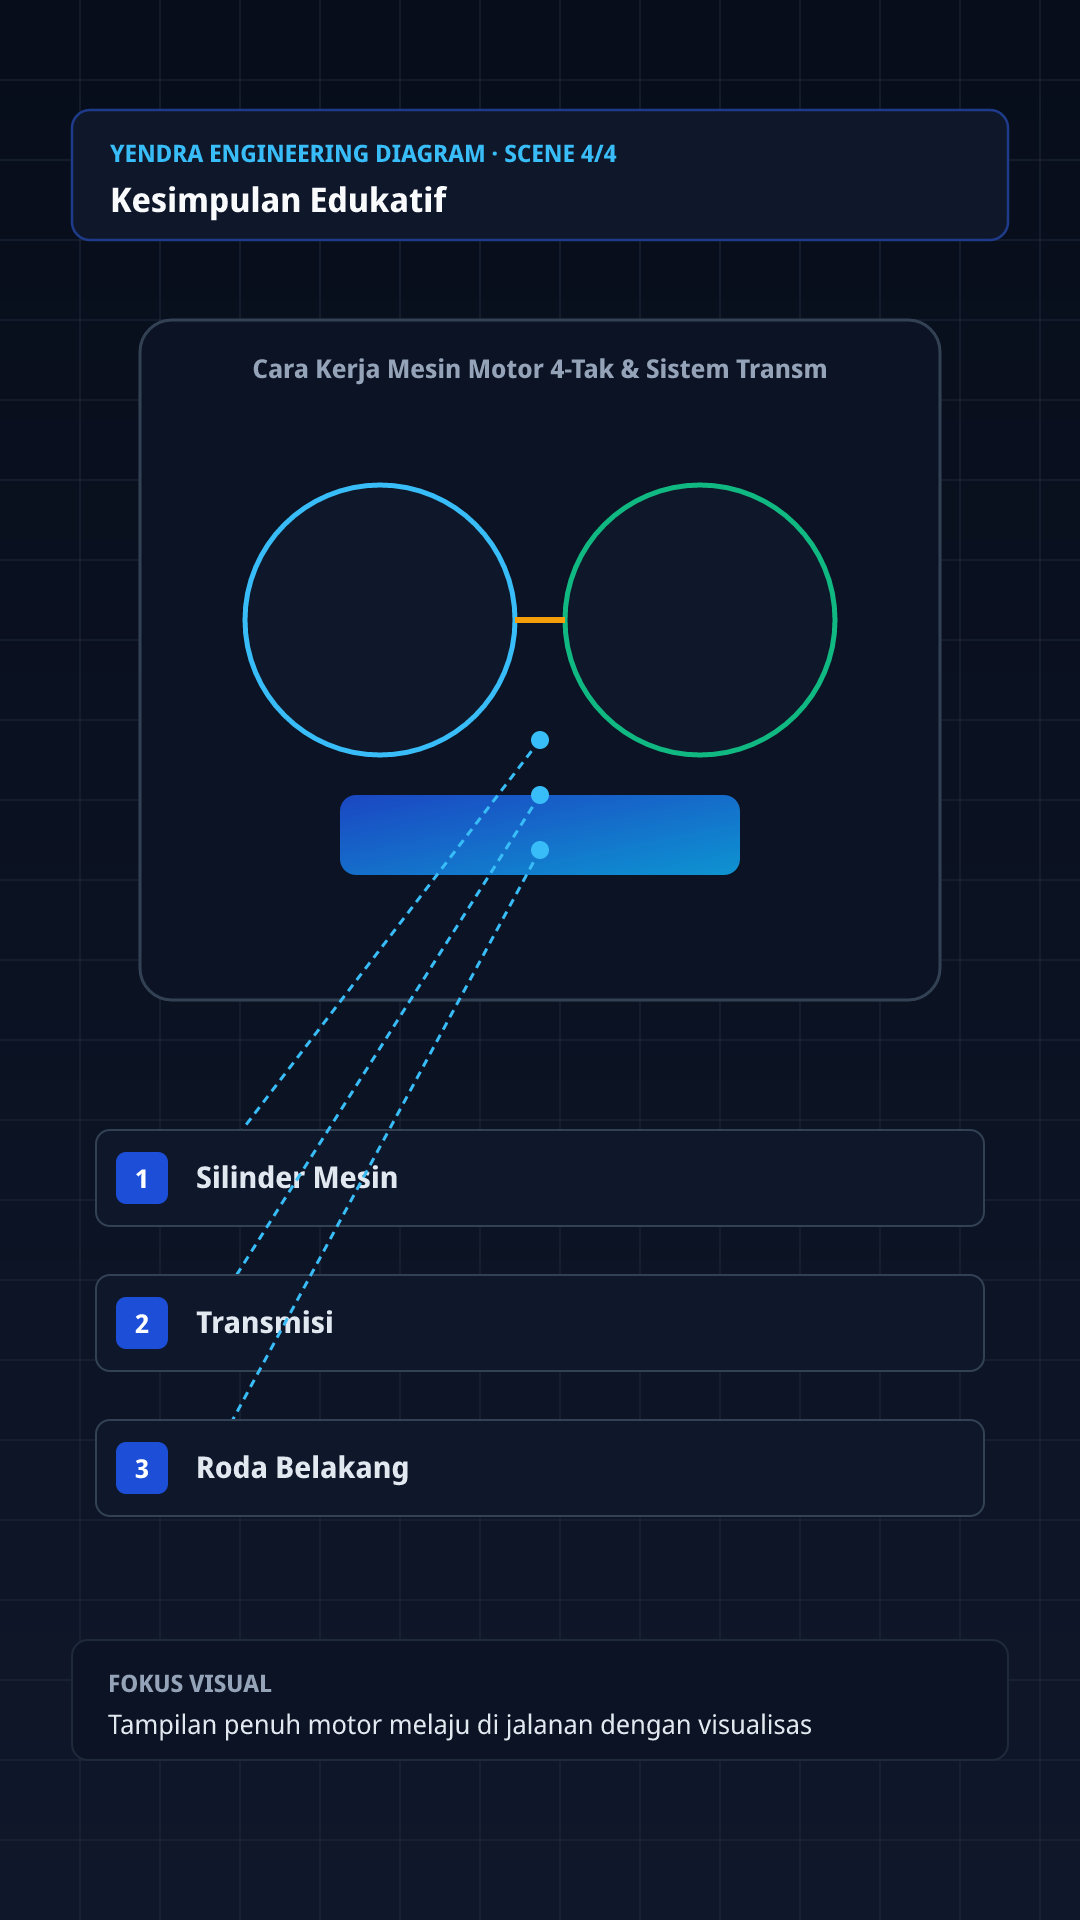 YENDRA ENGINEERING DIAGRAM · SCENE 4/4
Kesimpulan Edukatif
Cara Kerja Mesin Motor 4-Tak & Sistem Transm
1 Silinder Mesin
2 Transmisi
3 Roda Belakang
FOKUS VISUAL
Tampilan penuh motor melaju di jalanan dengan visualisas